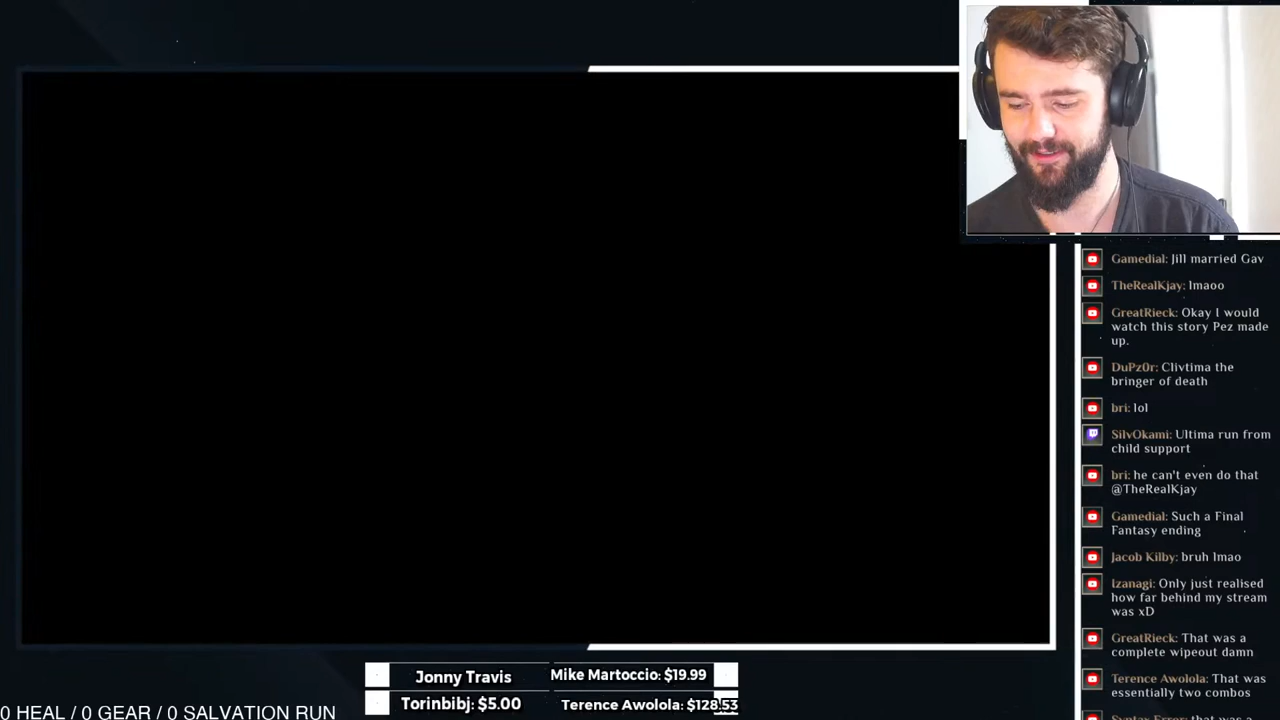 Gamedial: Jill married Gav
TheRealKjay: lmaoo
GreatRieck: Okay I would
watch this story Pez made
up.
DuPz0r: Clivtima the
bringer of death
bri: lol
SilvOkami: Ultima run from
child support
bri: he can't even do that
@TheRealKjay
Gamedial: Such a Final
Fantasy ending
Jacob Kilby: bruh lmao
Izanagi: Only just realised
how far behind my stream
was xD
GreatRieck: That was a
complete wipeout damn
Terence Awolola: That was
essentially two combos
Jonny Travis
Mike Martoccio: $19.99
Torinbibj: $5.00
Terence Awolola: $128.53
0 HEAL / 0 GEAR / 0 SALVATION RUN